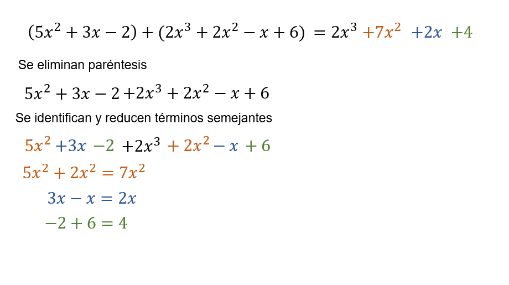 (5x² + 3x − 2) + (2x³ + 2x² − x + 6) = 2x³ +7x² +2x +4
Se eliminan paréntesis
5x² + 3x − 2 +2x³ + 2x² − x + 6
Se identifican y reducen términos semejantes
5x² +3x −2 +2x³ + 2x² − x + 6
5x² + 2x² = 7x²
3x − x = 2x
−2 + 6 = 4